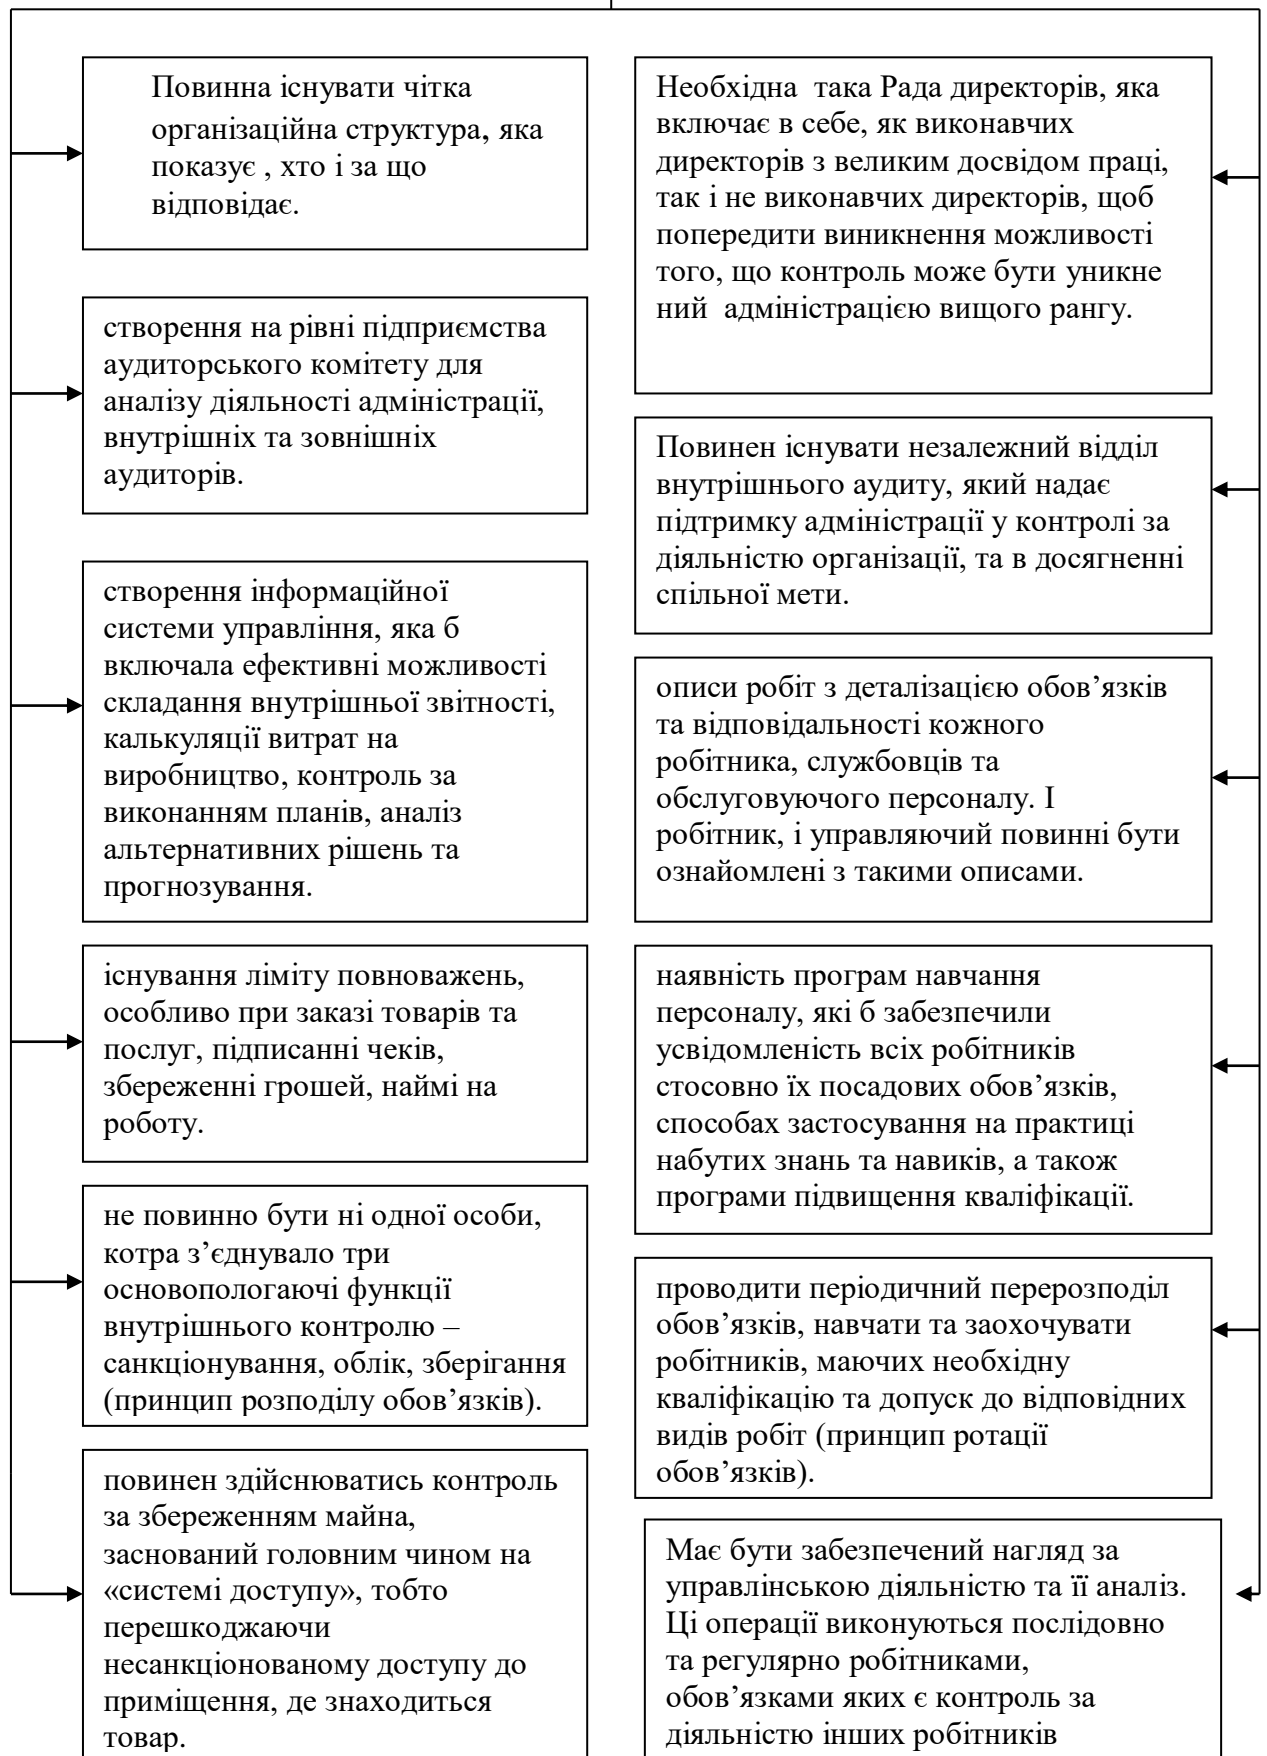 Повинна існувати чітка
організаційна структура, яка
показує , хто і за що
відповідає.
створення на рівні підприємства
аудиторського комітету для
аналізу діяльності адміністрації,
внутрішніх та зовнішніх
аудиторів.
створення інформаційної
системи управління, яка б
включала ефективні можливості
складання внутрішньої звітності,
калькуляції витрат на
виробництво, контроль за
виконанням планів, аналіз
альтернативних рішень та
прогнозування.
існування ліміту повноважень,
особливо при заказі товарів та
послуг, підписанні чеків,
збереженні грошей, наймі на
роботу.
не повинно бути ні одної особи,
котра з’єднувало три
основопологаючі функції
внутрішнього контролю –
санкціонування, облік, зберігання
(принцип розподілу обов’язків).
повинен здійснюватись контроль
за збереженням майна,
заснований головним чином на
«системі доступу», тобто
перешкоджаючи
несанкціонованому доступу до
приміщення, де знаходиться
товар.
Необхідна така Рада директорів, яка
включає в себе, як виконавчих
директорів з великим досвідом праці,
так і не виконавчих директорів, щоб
попередити виникнення можливості
того, що контроль може бути уникне
ний адміністрацією вищого рангу.
Повинен існувати незалежний відділ
внутрішнього аудиту, який надає
підтримку адміністрації у контролі за
діяльністю організації, та в досягненні
спільної мети.
описи робіт з деталізацією обов’язків
та відповідальності кожного
робітника, службовців та
обслуговуючого персоналу. І
робітник, і управляючий повинні бути
ознайомлені з такими описами.
наявність програм навчання
персоналу, які б забезпечили
усвідомленість всіх робітників
стосовно їх посадових обов’язків,
способах застосування на практиці
набутих знань та навиків, а також
програми підвищення кваліфікації.
проводити періодичний перерозподіл
обов’язків, навчати та заохочувати
робітників, маючих необхідну
кваліфікацію та допуск до відповідних
видів робіт (принцип ротації
обов’язків).
Має бути забезпечений нагляд за
управлінською діяльністю та її аналіз.
Ці операції виконуються послідовно
та регулярно робітниками,
обов’язками яких є контроль за
діяльністю інших робітників